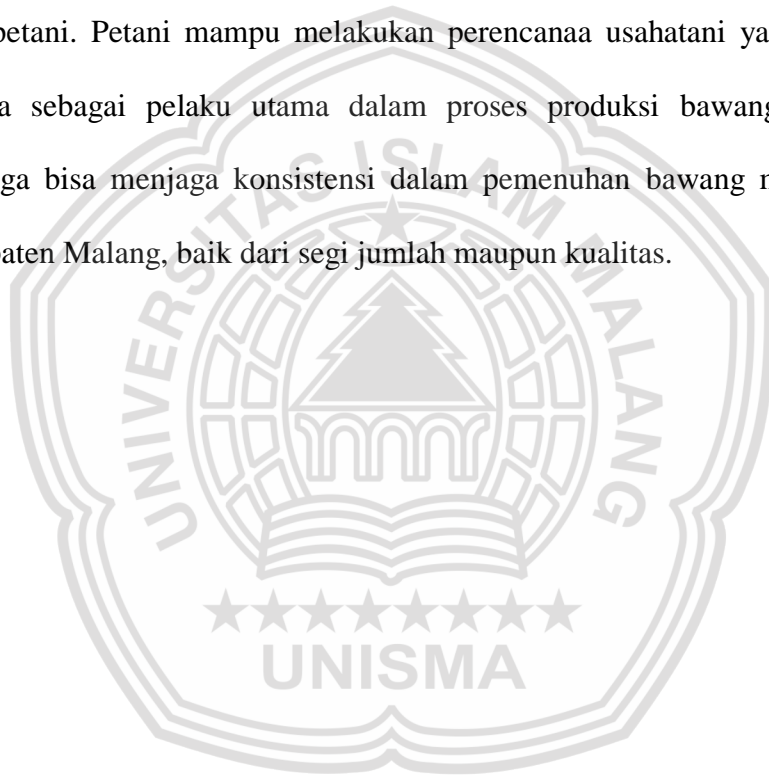 petani. Petani mampu melakukan perencanaa usahatani ya
a sebagai pelaku utama dalam proses produksi bawang
ga bisa menjaga konsistensi dalam pemenuhan bawang
paten Malang, baik dari segi jumlah maupun kualitas.
UNIVERSITAS ISLAM MALANG
UNISMA